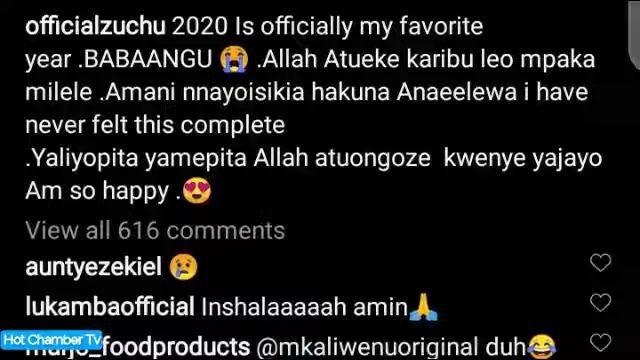 officialzuchu 2020 Is officially my favorite
year .BABAANGU 😭 .Allah Atueke karibu leo mpaka
milele .Amani nnayoisikia hakuna Anaeelewa i have
never felt this complete
.Yaliyopita yamepita Allah atuongoze kwenye yajayo
Am so happy .😍
View all 616 comments
auntyezekiel 😢
lukambaofficial Inshalaaaaah amin🙏
Hot Chamber Tv
_foodproducts @mkaliwenuoriginal duh😂